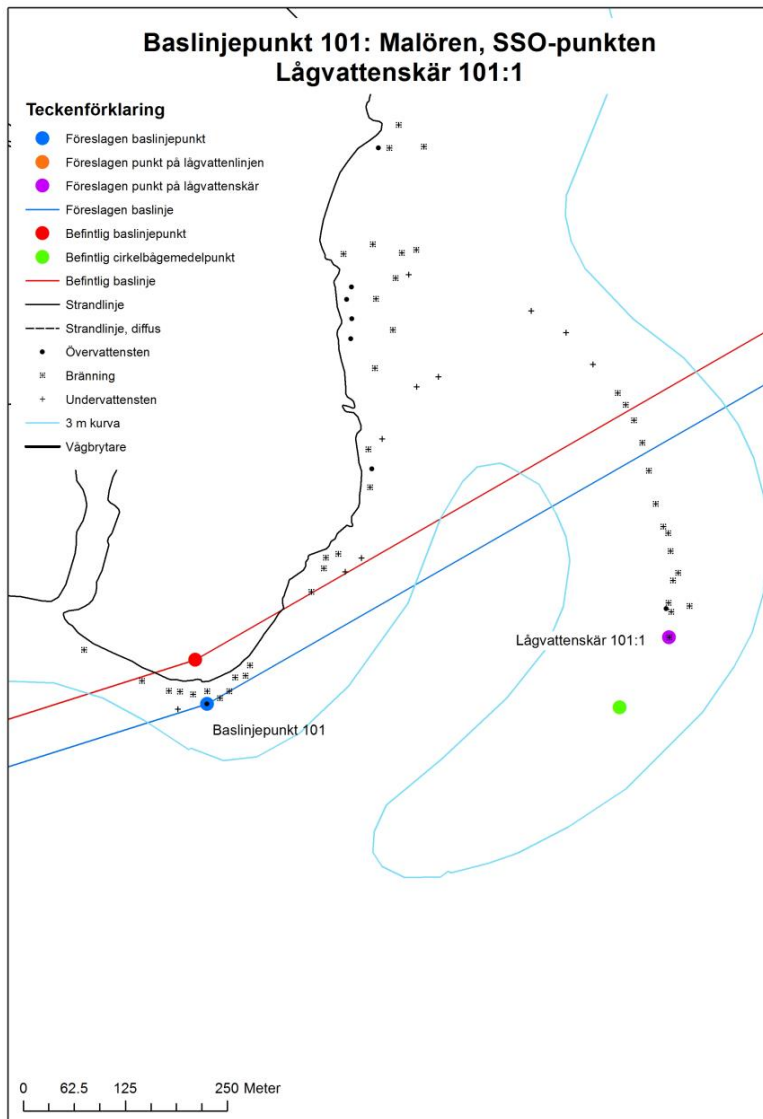 Baslinjepunkt 101: Malören, SSO-punkten
Lågvattenskär 101:1
Teckenförklaring
Föreslagen baslinjepunkt
Föreslagen punkt på lågvattenlinjen
Föreslagen punkt på lågvattenskär
Föreslagen baslinje
Befintlig baslinjepunkt
Befintlig cirkelbågemedelpunkt
Befintlig baslinje
Strandlinje
Strandlinje, diffus
Övervattensten
Bränning
Undervattensten
3 m kurva
Vågbrytare
Lågvattenskär 101:1
Baslinjepunkt 101
0 62.5 125 250 Meter